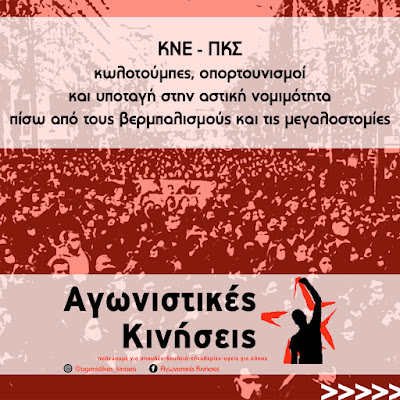 ΚΝΕ - ΠΚΣ
κωλοτούμπες, οπορτουνισμοί
και υποταγή στην αστική νομιμότητα
πίσω από τους βερμπαλισμούς και τις μεγαλοστομίες
Αγωνιστικές
Κινήσεις
παλεύουμε για σπουδές-δουλειά-ελευθερίες-υγεία για όλους
@agonistikes_kiniseis Αγωνιστικές Κινήσεις
>>>>>